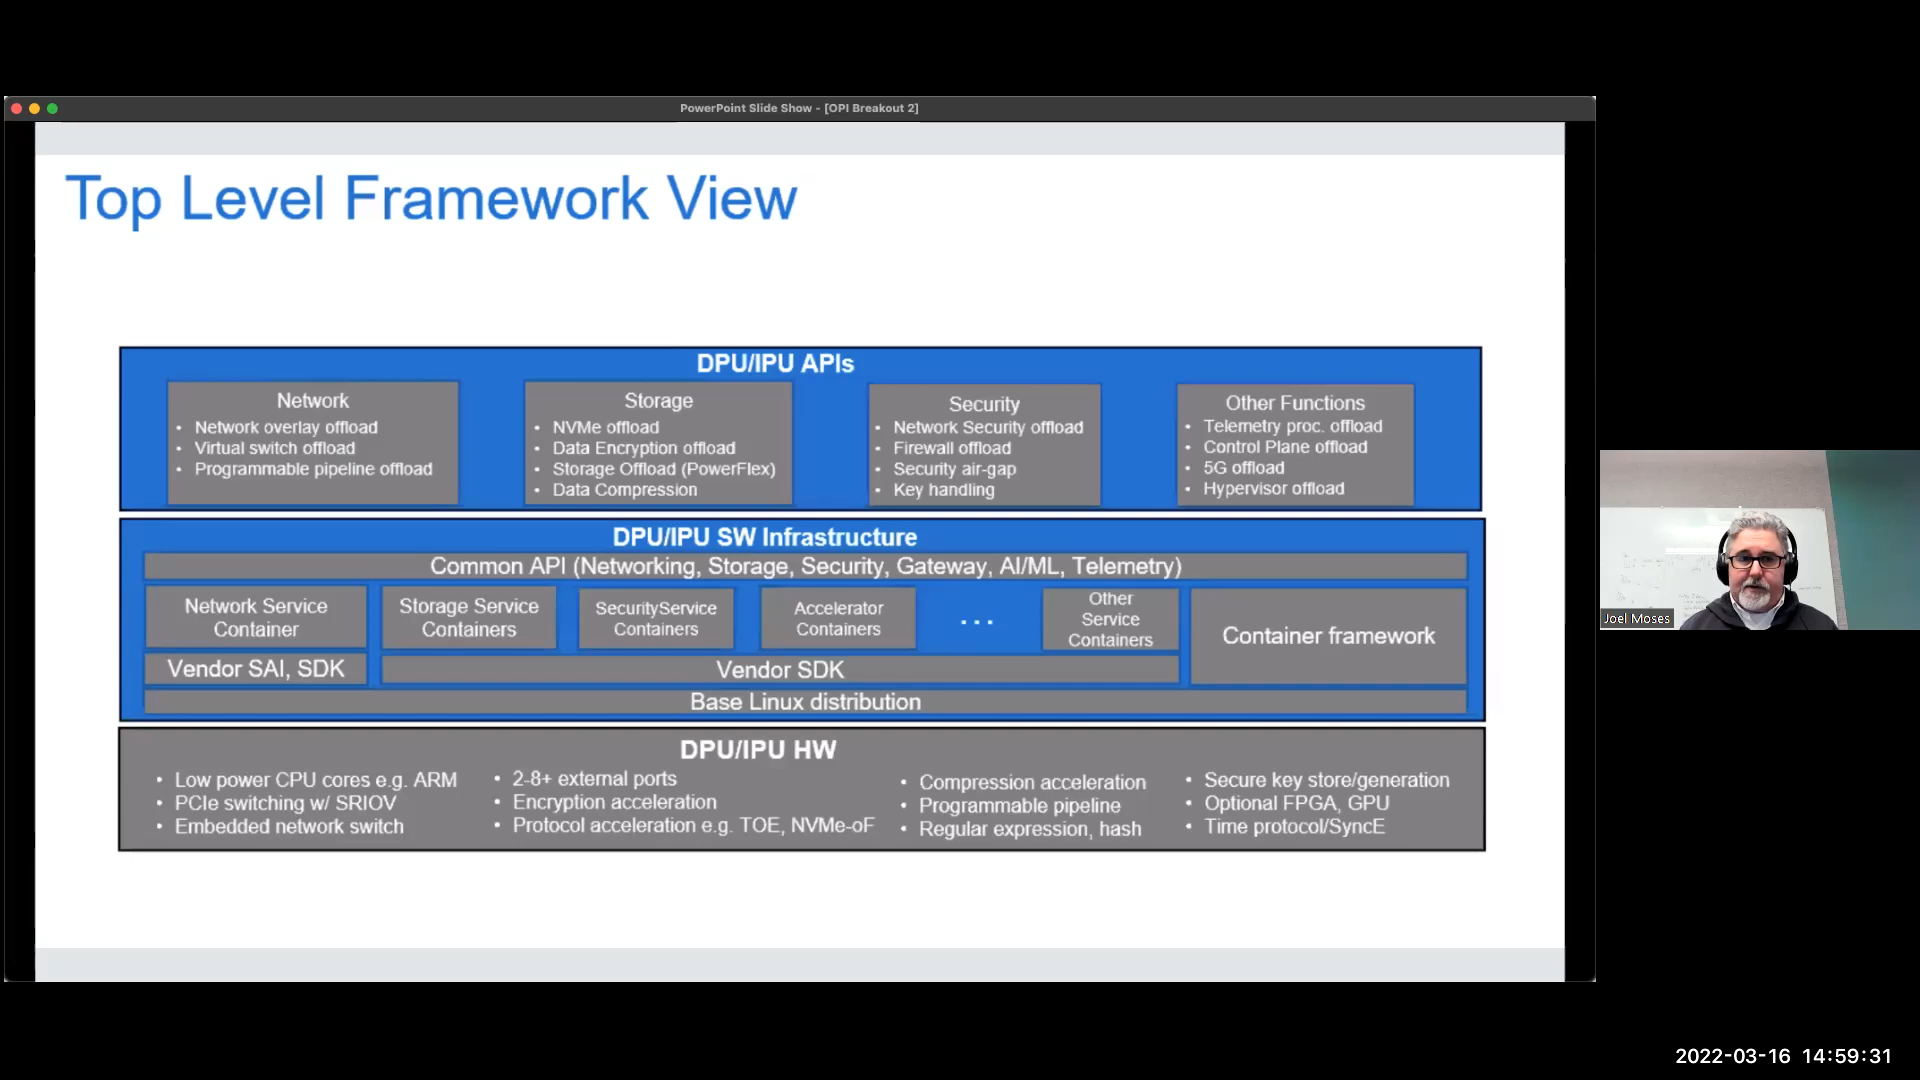 PowerPoint Slide Show - [OPI Breakout 2]
Top Level Framework View
DPU/IPU APIs
Network
• Network overlay offload
• Virtual switch offload
• Programmable pipeline offload
Storage
• NVMe offload
• Data Encryption offload
• Storage Offload (PowerFlex)
• Data Compression
Security
• Network Security offload
• Firewall offload
• Security air-gap
• Key handling
Other Functions
• Telemetry proc. offload
• Control Plane offload
• 5G offload
• Hypervisor offload
DPU/IPU SW Infrastructure
Common API (Networking, Storage, Security, Gateway, AI/ML, Telemetry)
Network Service
Container
Storage Service
Containers
SecurityService
Containers
Accelerator
Containers
...
Other
Service
Containers
Container framework
Vendor SAI, SDK
Vendor SDK
Base Linux distribution
DPU/IPU HW
• Low power CPU cores e.g. ARM
• PCIe switching w/ SRIOV
• Embedded network switch
• 2-8+ external ports
• Encryption acceleration
• Protocol acceleration e.g. TOE, NVMe-oF
• Compression acceleration
• Programmable pipeline
• Regular expression, hash
• Secure key store/generation
• Optional FPGA, GPU
• Time protocol/SyncE
Joel Moses
2022-03-16 14:59:31